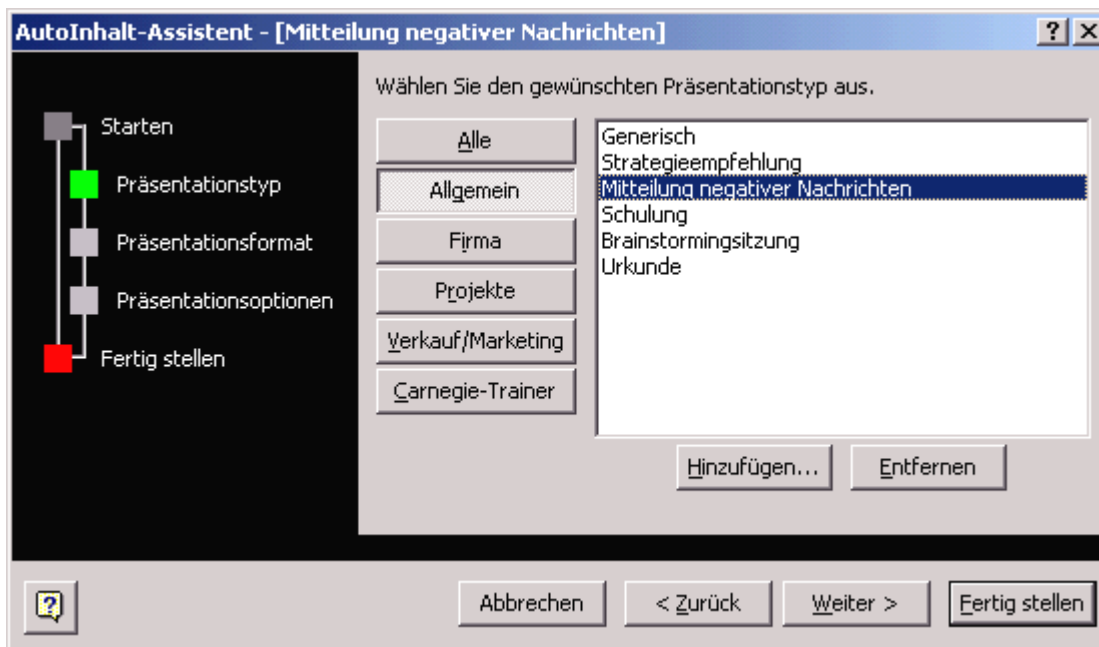 AutoInhalt-Assistent - [Mitteilung negativer Nachrichten]
Starten
Präsentationstyp
Präsentationsformat
Präsentationsoptionen
Fertig stellen
Wählen Sie den gewünschten Präsentationstyp aus.
Alle
Allgemein
Firma
Projekte
Verkauf/Marketing
Carnegie-Trainer
Generisch
Strategieempfehlung
Mitteilung negativer Nachrichten
Schulung
Brainstormingsitzung
Urkunde
Hinzufügen...
Entfernen
Abbrechen
< Zurück
Weiter >
Fertig stellen